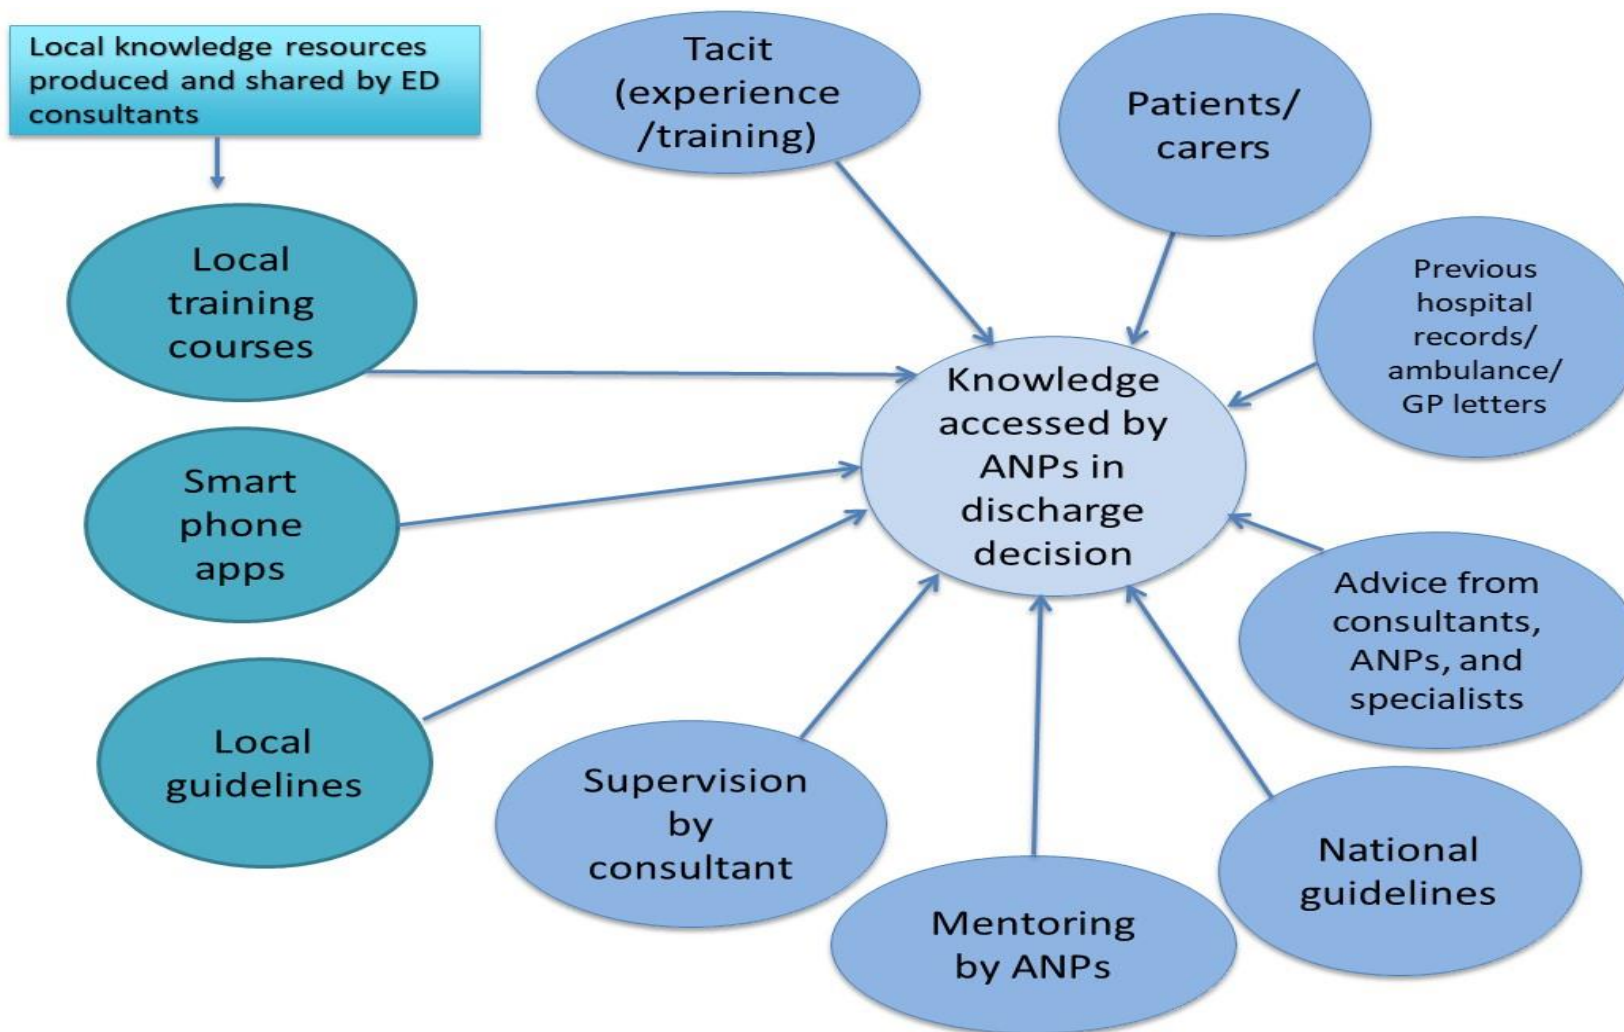 Local knowledge resources
produced and shared by ED
consultants
Tacit
(experience
/training)
Patients/
carers
Local
training
courses
Previous
hospital
records/
ambulance/
GP letters
Knowledge
accessed by
ANPs in
discharge
decision
Smart
phone
apps
Advice from
consultants,
ANPs, and
specialists
Local
guidelines
Supervision
by
consultant
Mentoring
by ANPs
National
guidelines